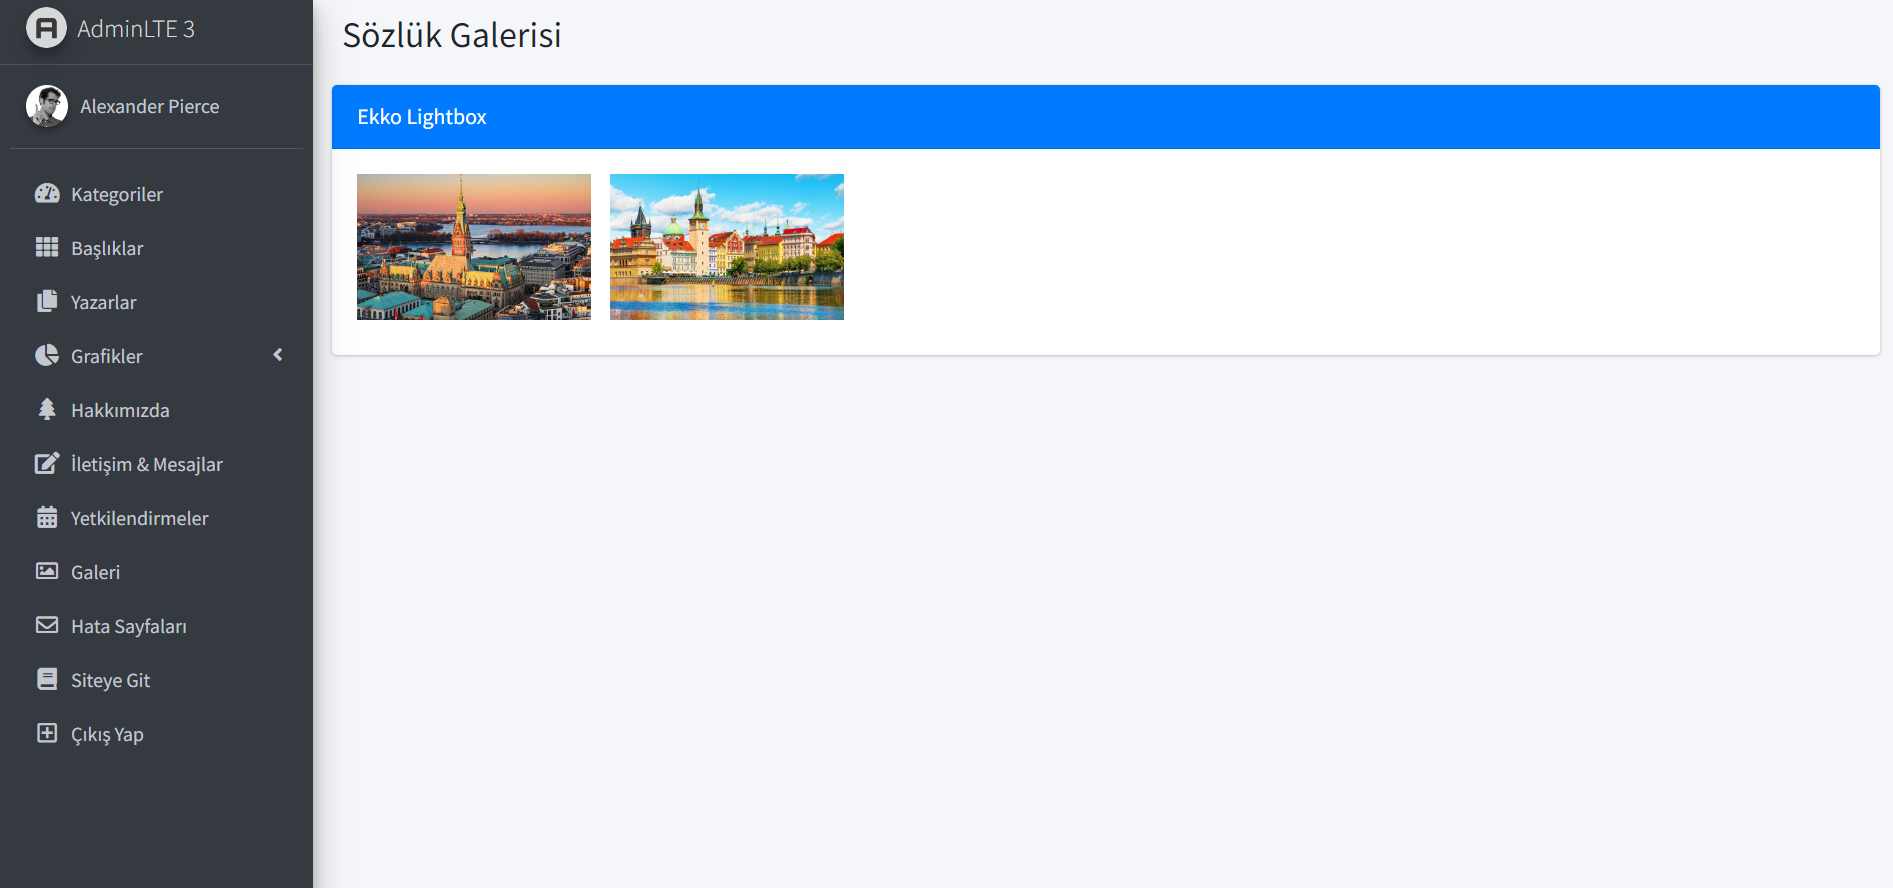 AdminLTE 3
Alexander Pierce
Kategoriler
Başlıklar
Yazarlar
Grafikler
Hakkımızda
İletişim & Mesajlar
Yetkilendirmeler
Galeri
Hata Sayfaları
Siteye Git
Çıkış Yap
Sözlük Galerisi
Ekko Lightbox